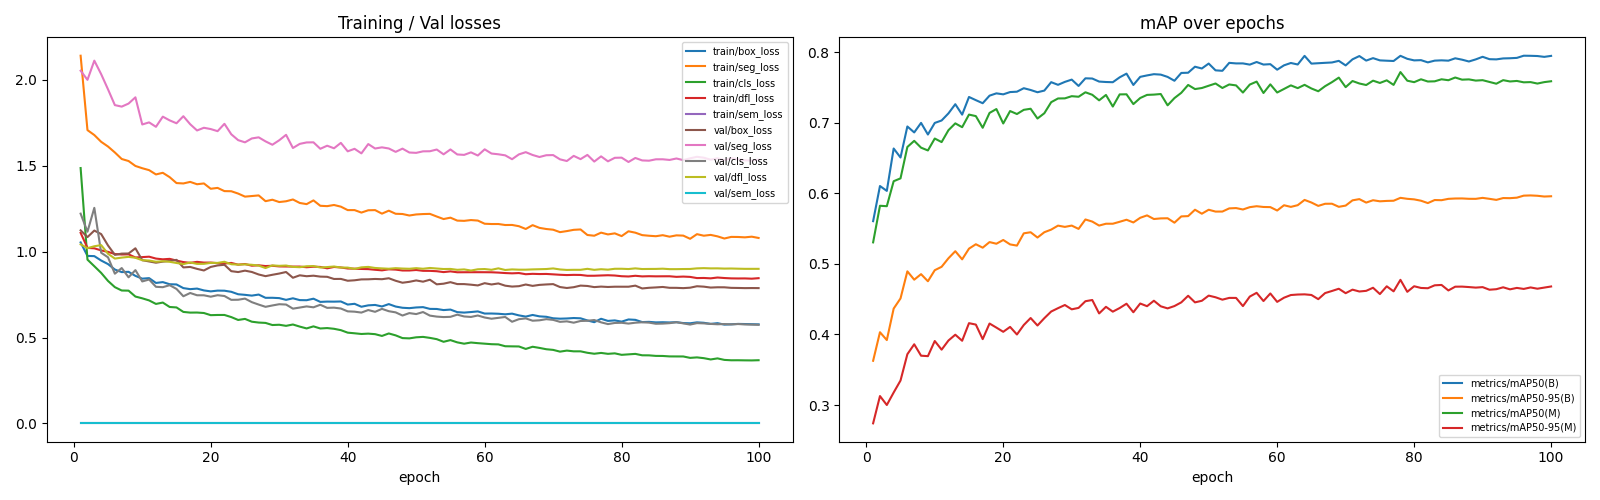 Training / Val losses
2.0
1.5
1.0
0.5
0.0
0
20
40
60
80
100
epoch
train/box_loss
train/seg_loss
train/cls_loss
train/dfl_loss
train/sem_loss
val/box_loss
val/seg_loss
val/cls_loss
val/dfl_loss
val/sem_loss
mAP over epochs
0.8
0.7
0.6
0.5
0.4
0.3
0
20
40
60
80
100
epoch
metrics/mAP50(B)
metrics/mAP50-95(B)
metrics/mAP50(M)
metrics/mAP50-95(M)